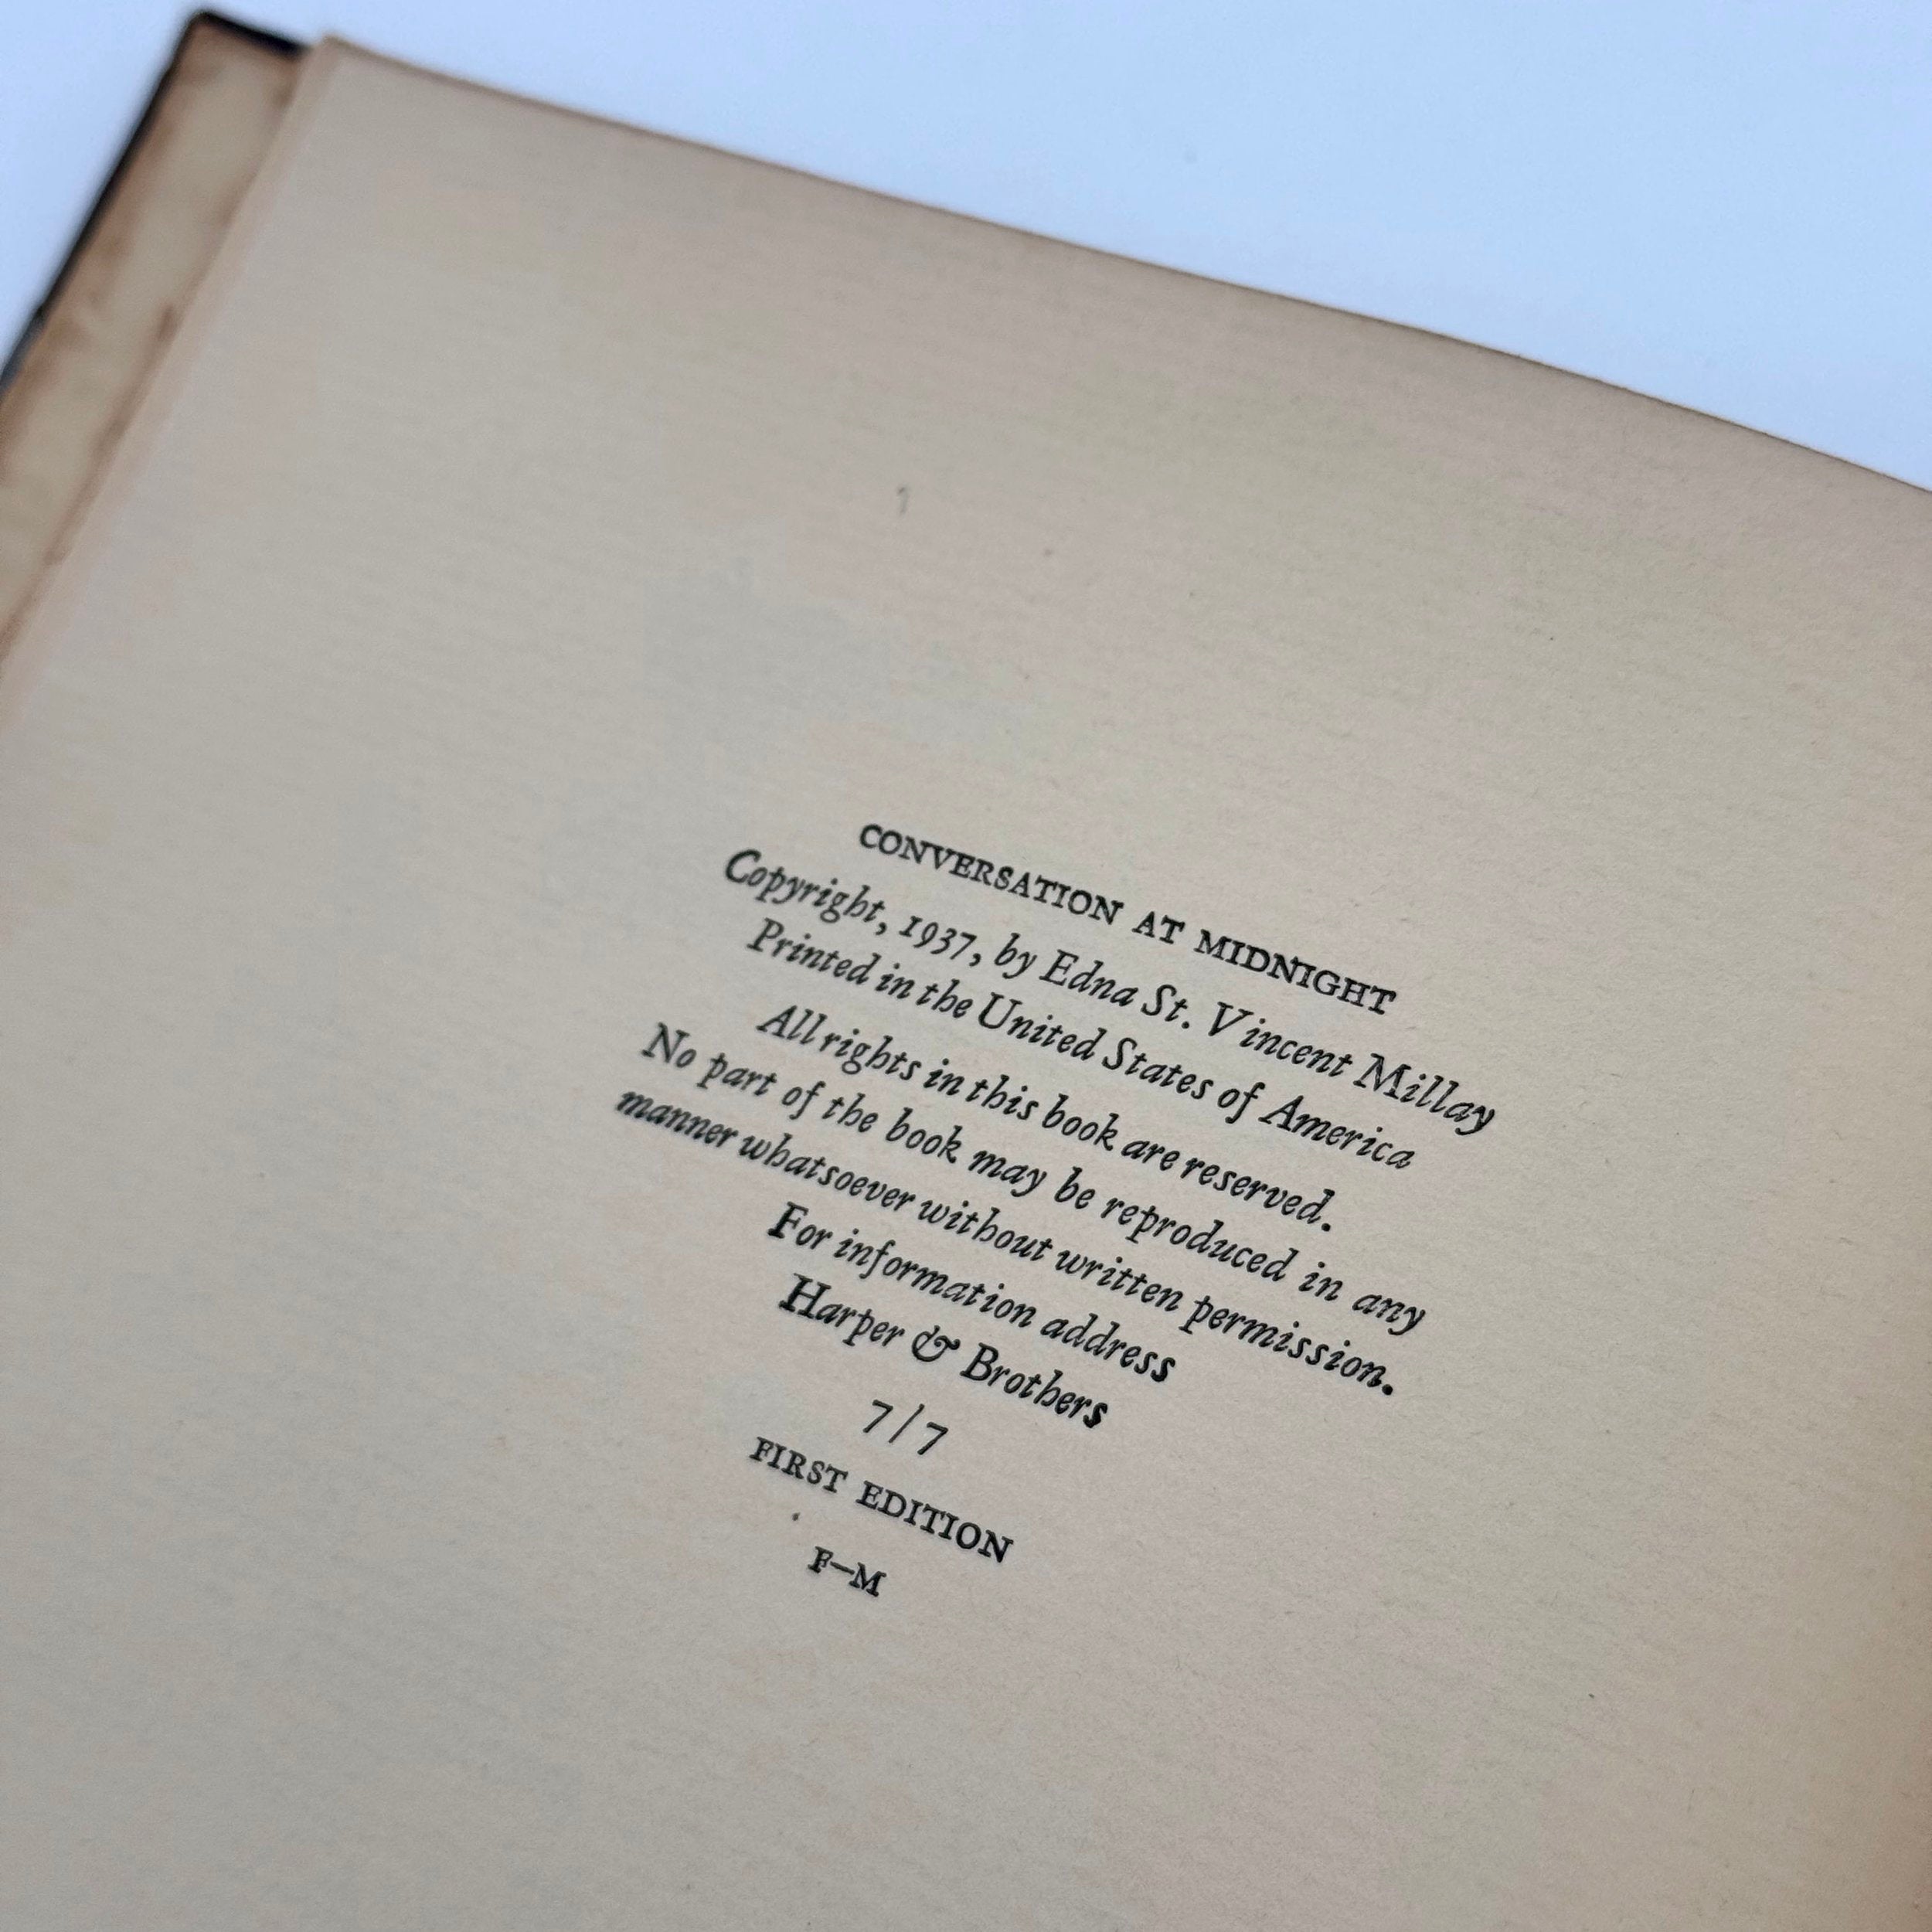 CONVERSATION AT MIDNIGHT
Copyright, 1937, by Edna St. Vincent Millay
Printed in the United States of America
All rights in this book are reserved.
No part of the book may be reproduced in any
manner whatsoever without written permission.
For information address
Harper & Brothers
7/7
FIRST EDITION
F–M